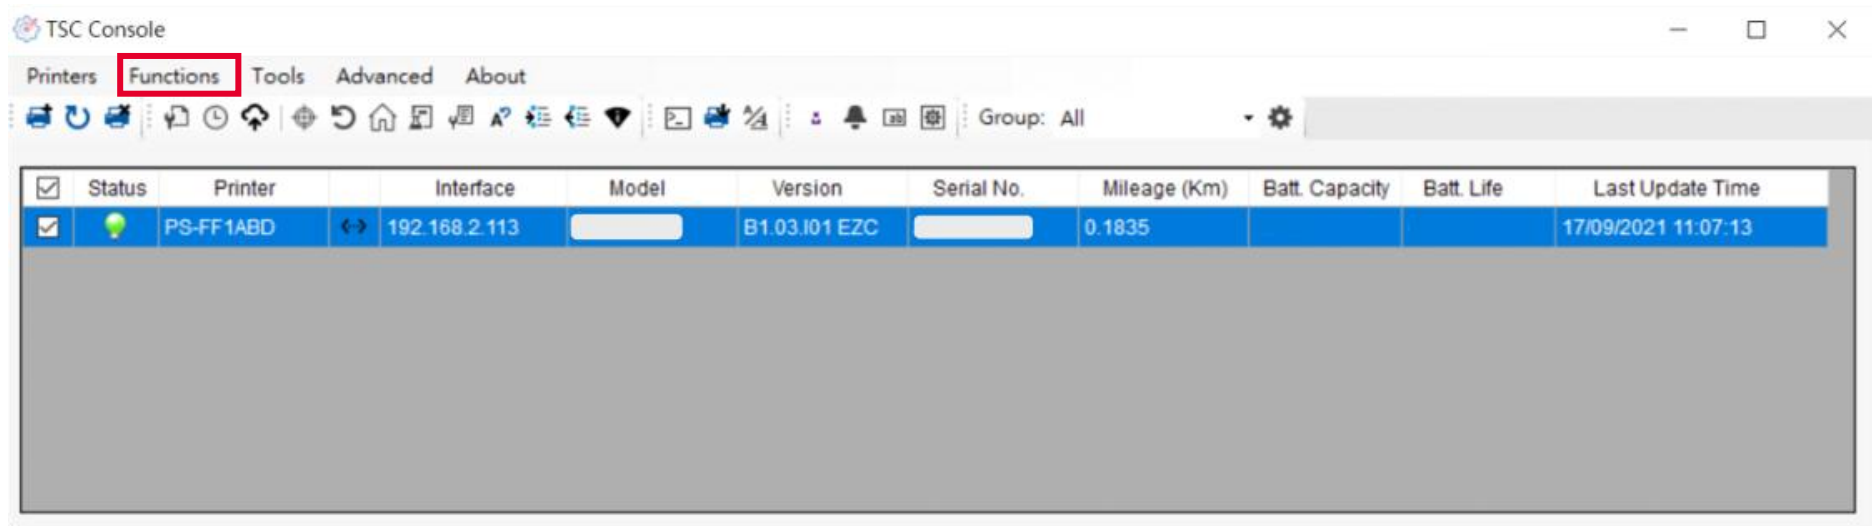 TSC Console
Printers Functions Tools Advanced About
Group: All
Status Printer Interface Model Version Serial No. Mileage (Km) Batt. Capacity Batt. Life Last Update Time
PS-FF1ABD 192.168.2.113 B1.03.I01 EZC 0.1835 17/09/2021 11:07:13